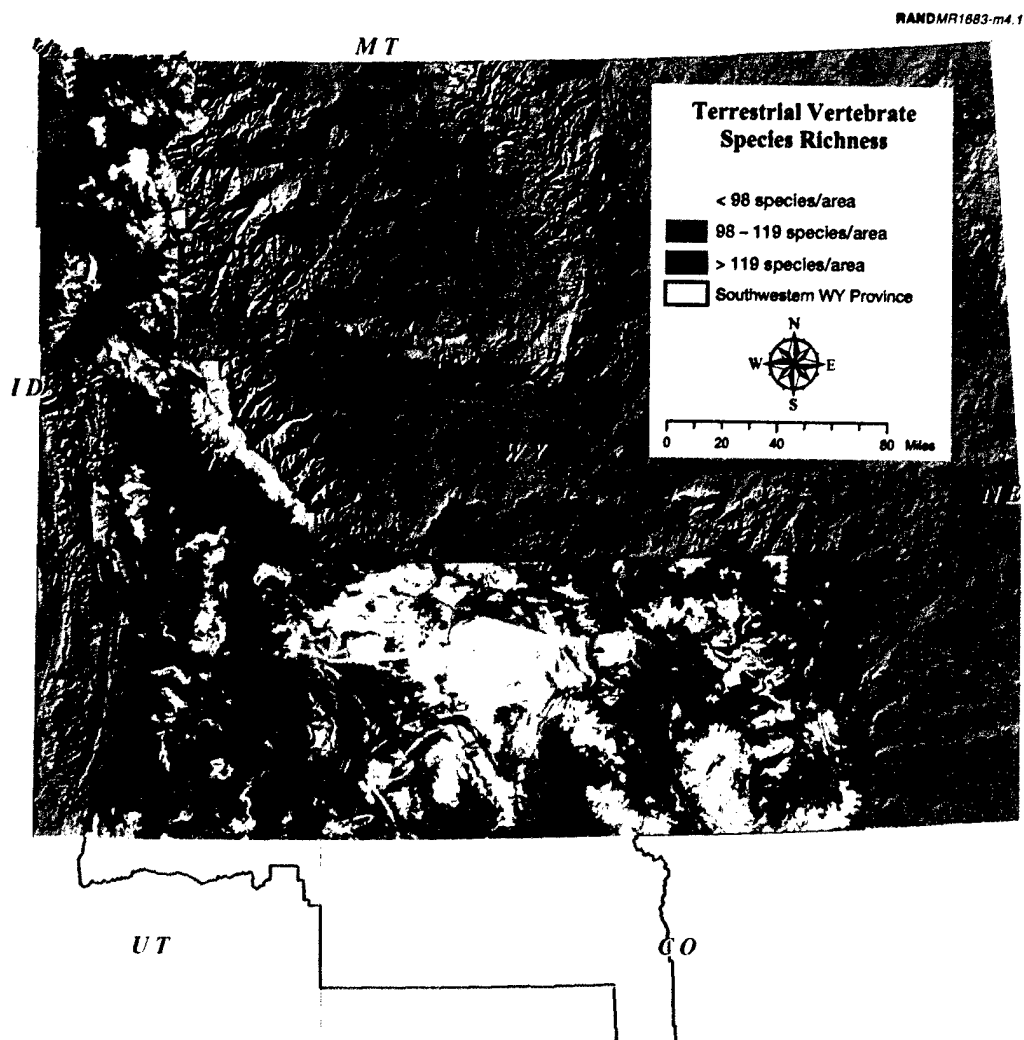 RANDMR1683-m4.1
MT
Terrestrial Vertebrate
Species Richness
< 98 species/area
98 – 119 species/area
> 119 species/area
Southwestern WY Province
N
W E
S
0 20 40 80 Miles
ID
UT
CO